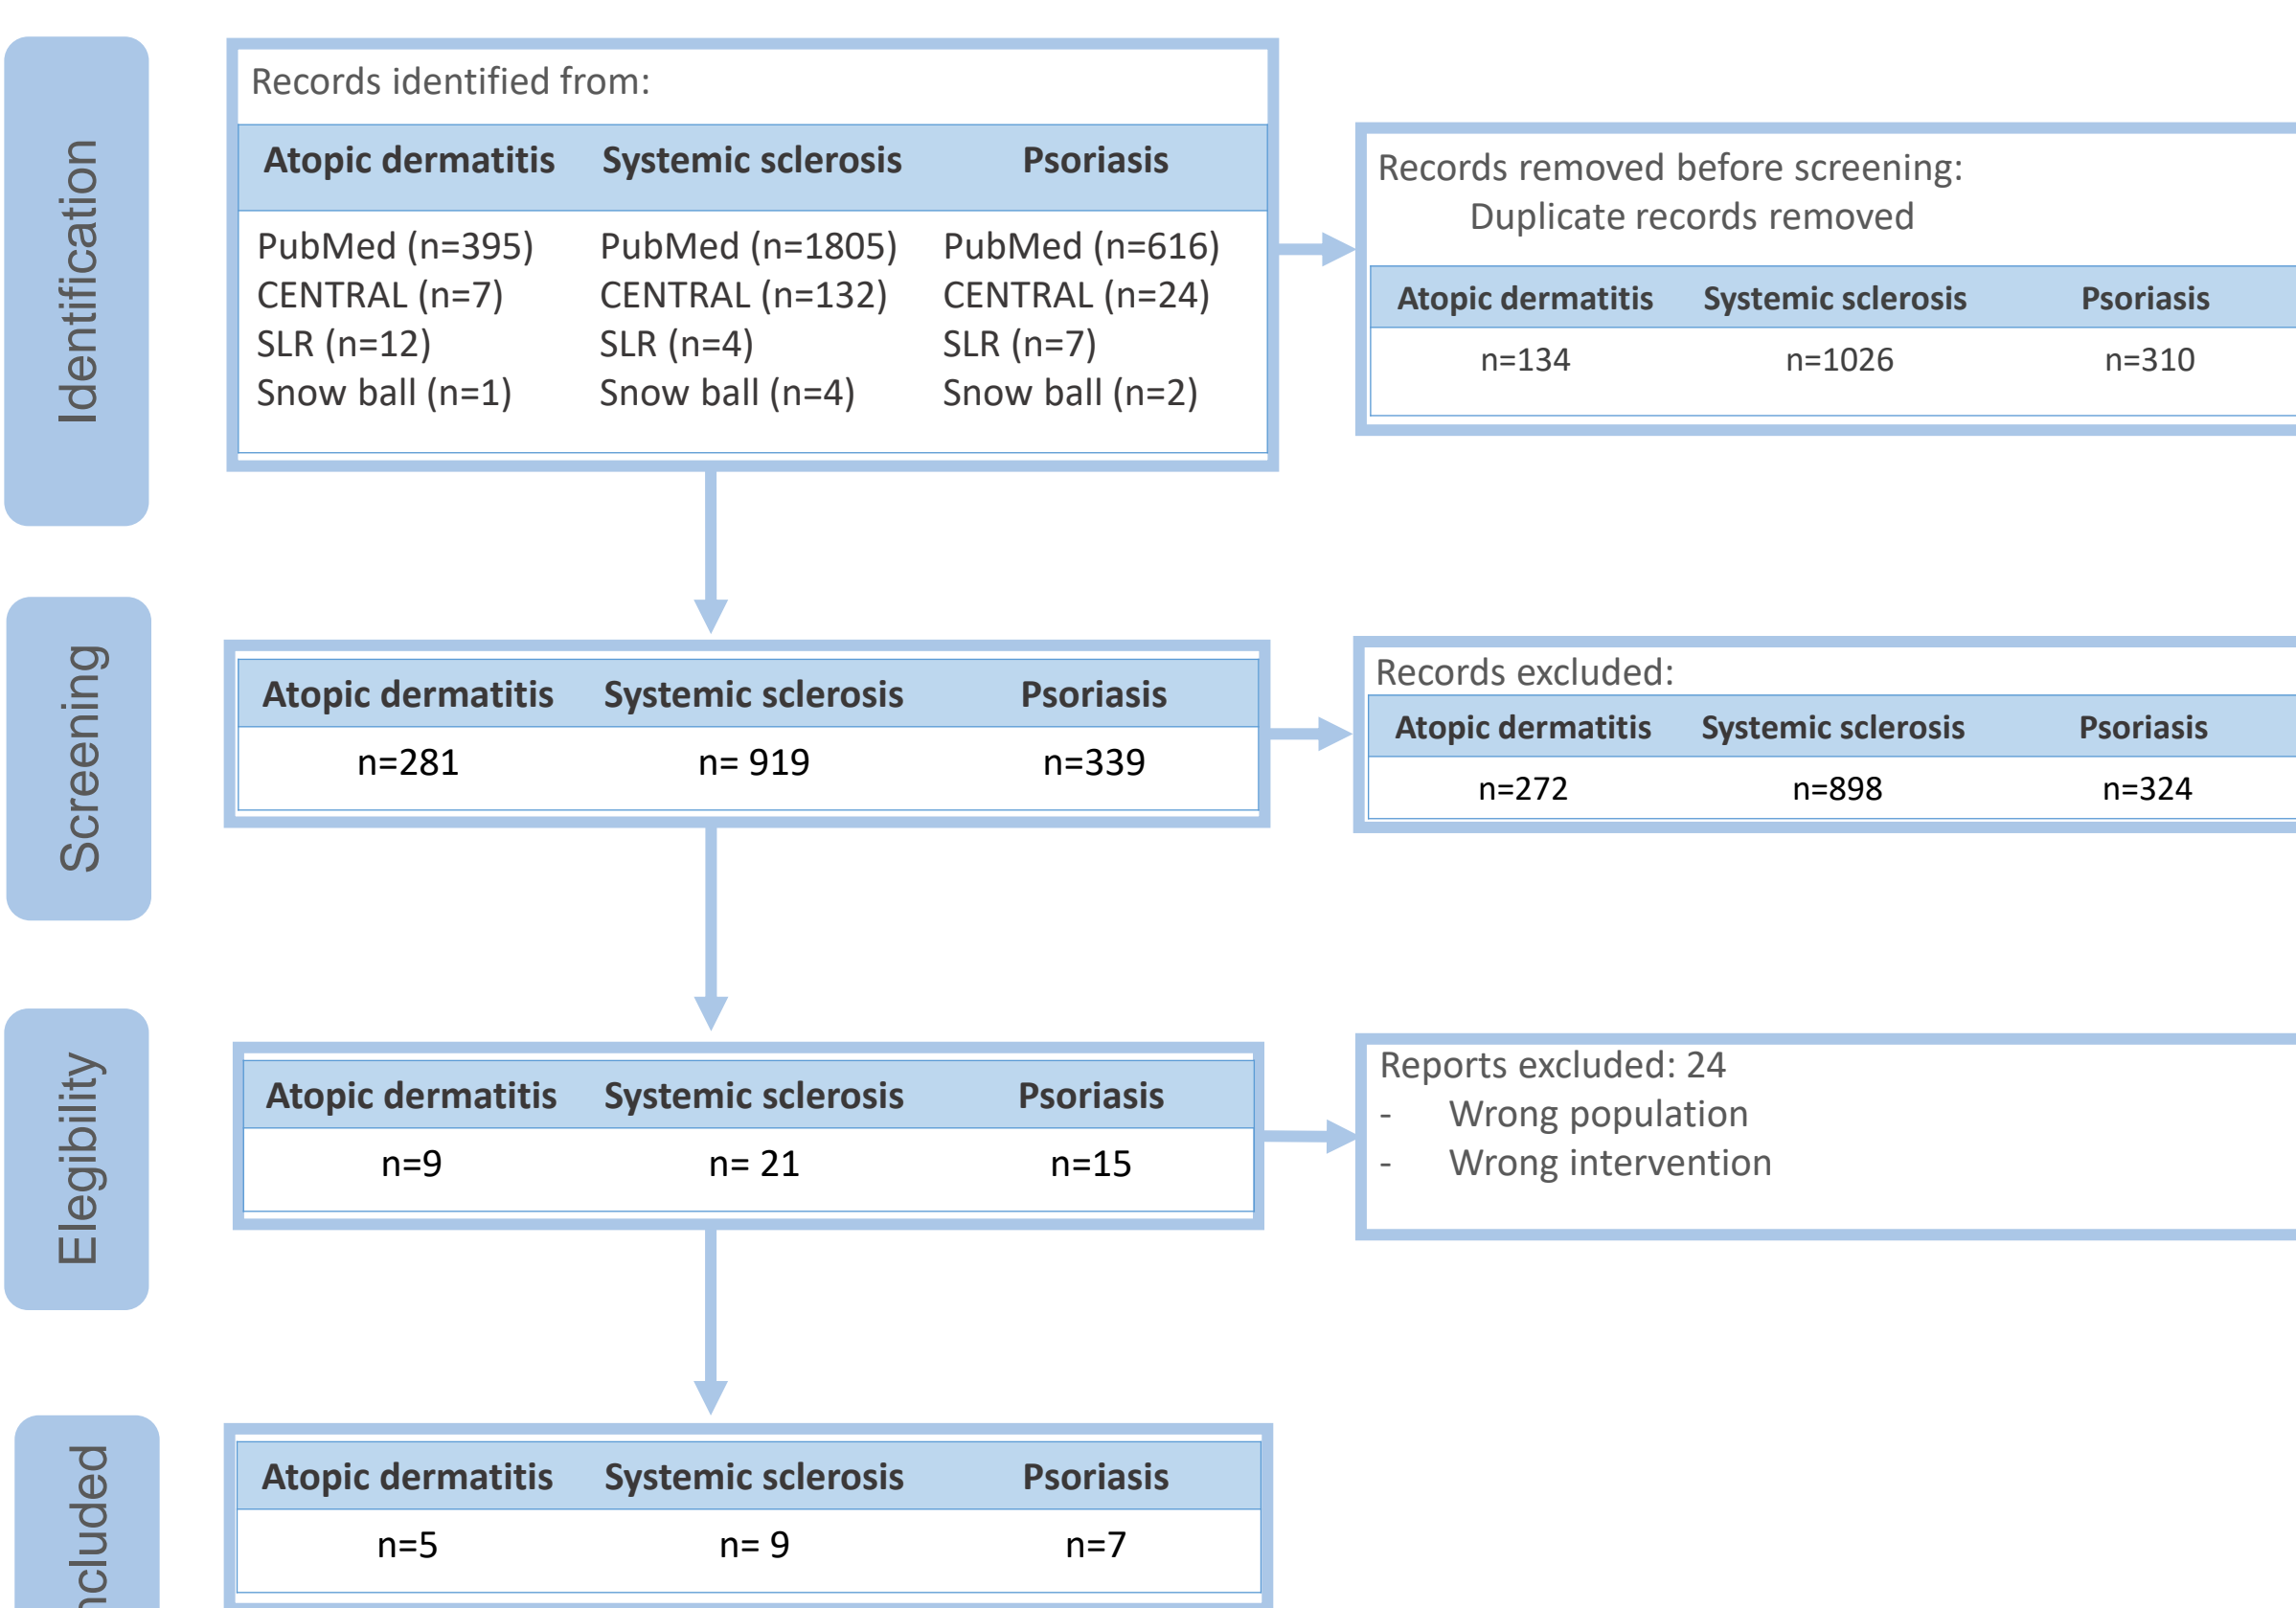 Identification
Records identified from:
Atopic dermatitis Systemic sclerosis Psoriasis
PubMed (n=395) PubMed (n=1805) PubMed (n=616)
CENTRAL (n=7) CENTRAL (n=132) CENTRAL (n=24)
SLR (n=12) SLR (n=4) SLR (n=7)
Snow ball (n=1) Snow ball (n=4) Snow ball (n=2)
Records removed before screening:
Duplicate records removed
Atopic dermatitis Systemic sclerosis Psoriasis
n=134 n=1026 n=310
Screening
Atopic dermatitis Systemic sclerosis Psoriasis
n=281 n= 919 n=339
Records excluded:
Atopic dermatitis Systemic sclerosis Psoriasis
n=272 n=898 n=324
Elegibility
Atopic dermatitis Systemic sclerosis Psoriasis
n=9 n= 21 n=15
Reports excluded: 24
- Wrong population
- Wrong intervention
ncluded
Atopic dermatitis Systemic sclerosis Psoriasis
n=5 n= 9 n=7